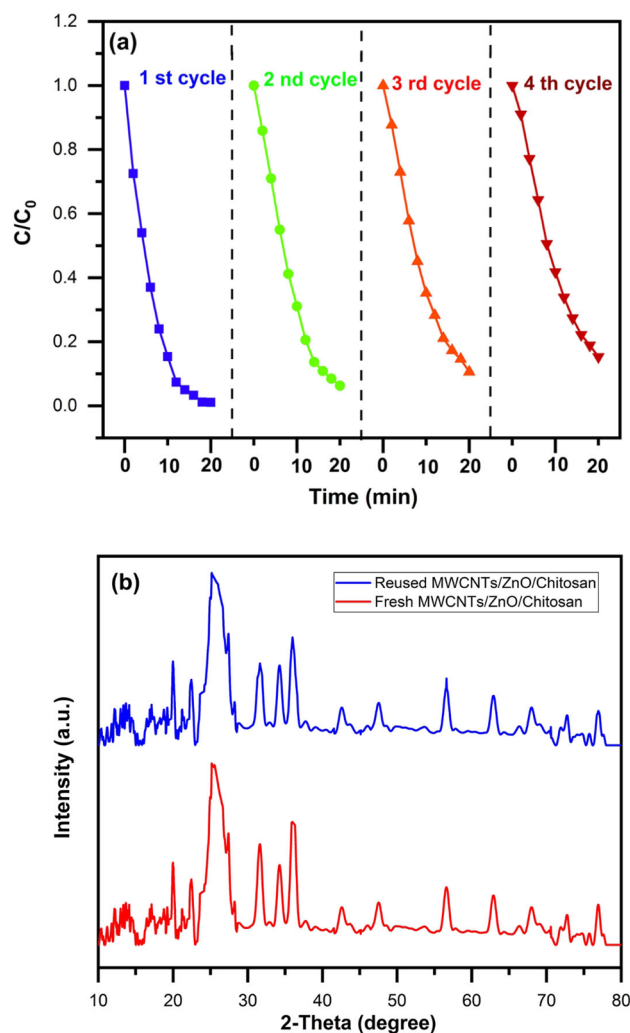 (a)
1 st cycle 2 nd cycle 3 rd cycle 4 th cycle
1.2
1.0
0.8
0.6
0.4
0.2
0.0
C/C₀
0 10 20 0 10 20 0 10 20 0 10 20
Time (min)
(b)
Reused MWCNTs/ZnO/Chitosan
Fresh MWCNTs/ZnO/Chitosan
Intensity (a.u.)
10 20 30 40 50 60 70 80
2-Theta (degree)